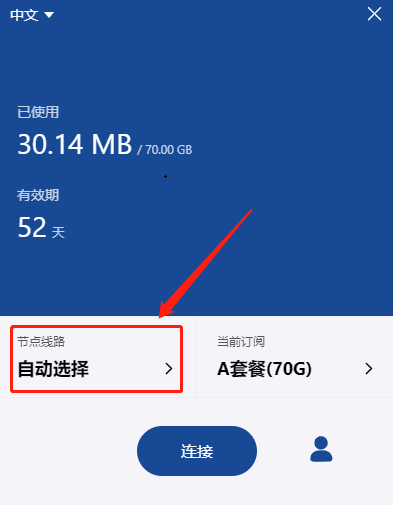 中文
已使用
30.14 MB / 70.00 GB
有效期
52 天
节点线路
自动选择
当前订阅
A套餐(70G)
连接